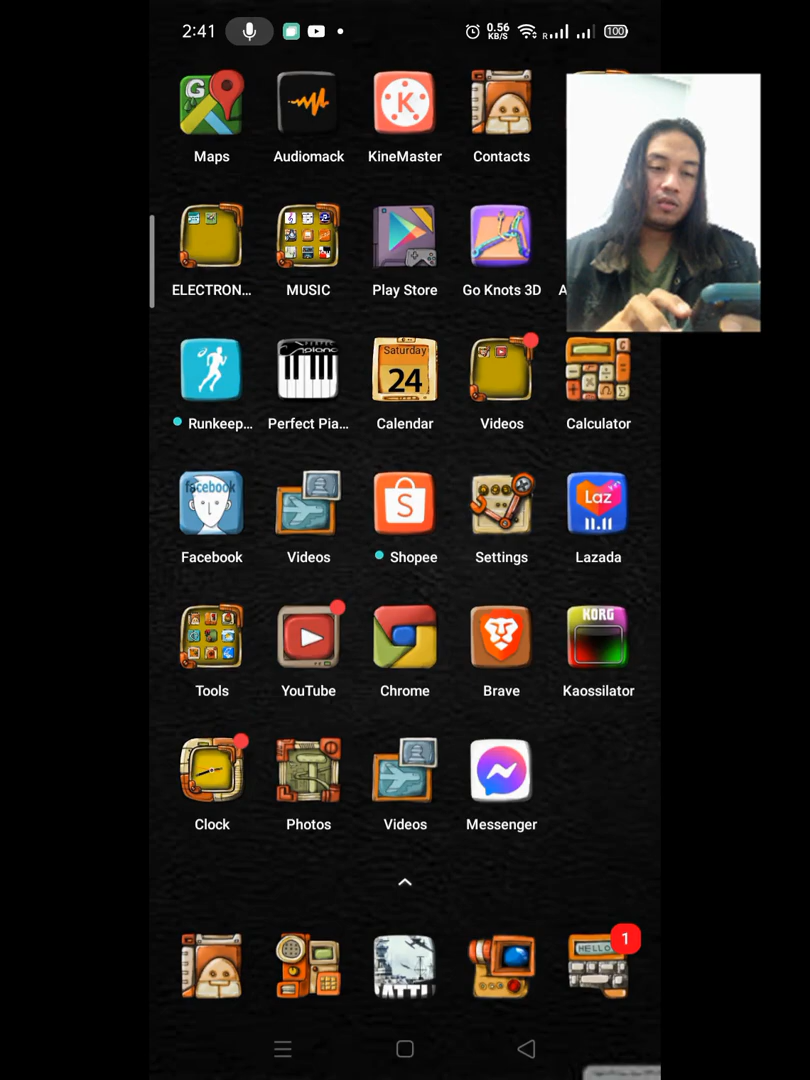 2:41 0.56 KB/S R 100
G
K
Maps Audiomack KineMaster Contacts
ELECTRON... MUSIC Play Store Go Knots 3D A
piano Saturday
24
Runkeep... Perfect Pia... Calendar Videos Calculator
facebook S Laz
11.11
Facebook Videos Shopee Settings Lazada
KORG
Tools YouTube Chrome Brave Kaossilator
Clock Photos Videos Messenger
HELLO 1